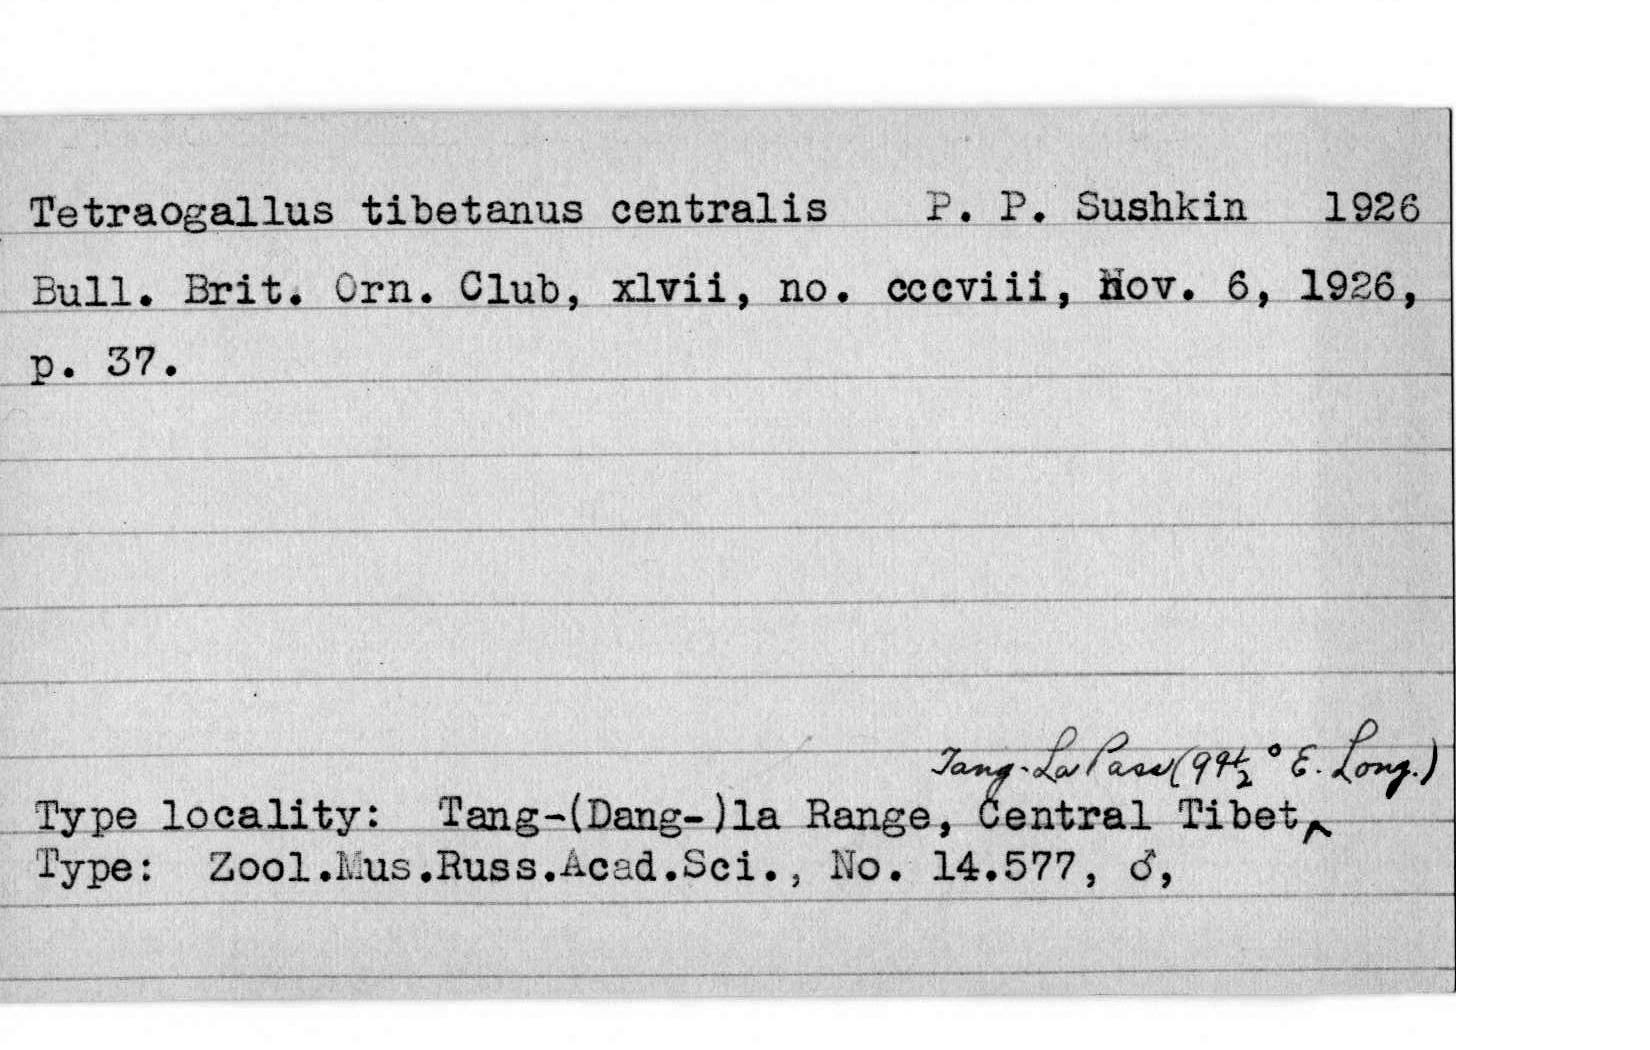 Tetraogallus tibetanus centralis P. P. Sushkin 1926
Bull. Brit. Orn. Club, xlvii, no. cccviii, Nov. 6, 1926,
p. 37.
Tang-La Pass (94½° E. Long.)
Type locality: Tang-(Dang-)la Range, Central Tibet‸
Type: Zool.Mus.Russ.Acad.Sci., No. 14.577, ♂,